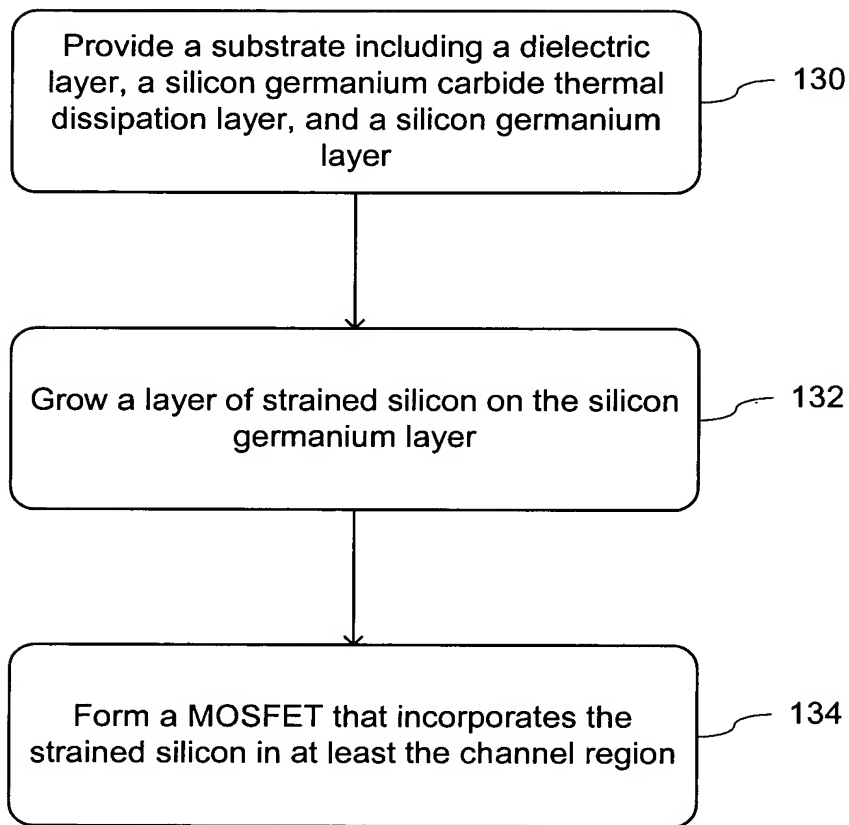 Provide a substrate including a dielectric
layer, a silicon germanium carbide thermal
dissipation layer, and a silicon germanium
layer
130
Grow a layer of strained silicon on the silicon
germanium layer
132
Form a MOSFET that incorporates the
strained silicon in at least the channel region
134